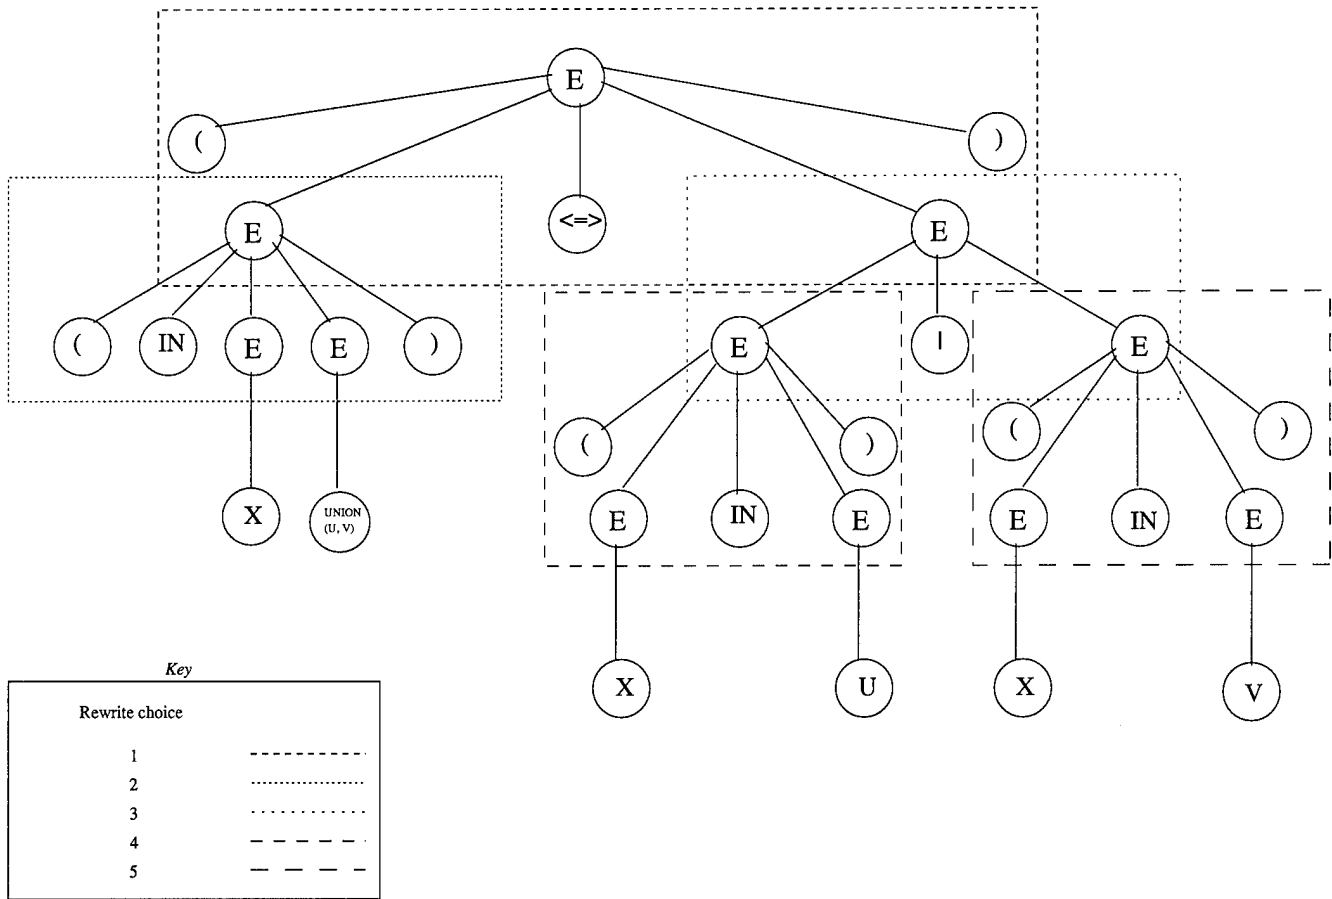 E
( )
E <=> E
( IN E E ) E | E
( ) ( )
X UNION E IN E E IN E
(U, V)
Key
X U X V
Rewrite choice
1
2
3
4
5